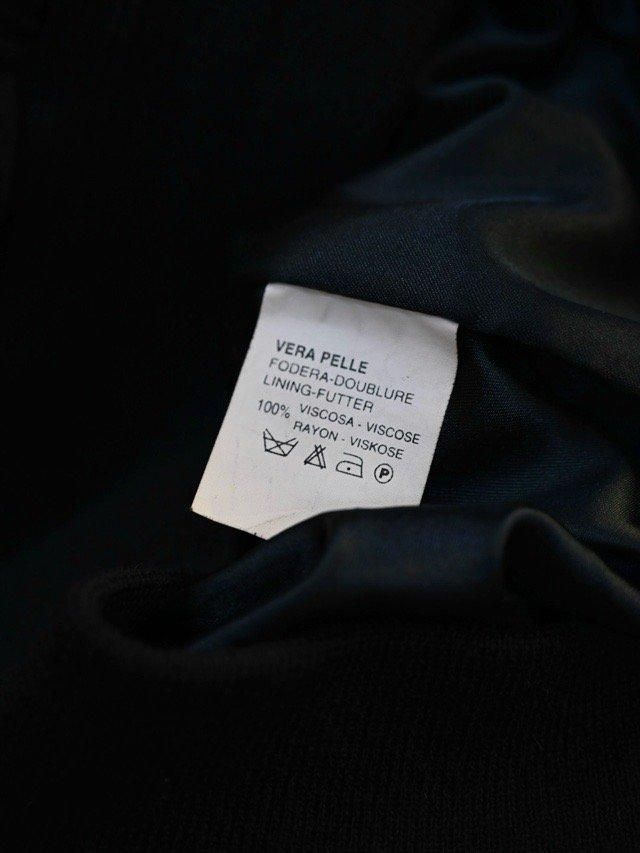 VERA PELLE
FODERA-DOUBLURE
LINING-FUTTER
100% VISCOSA - VISCOSE
RAYON - VISKOSE
P